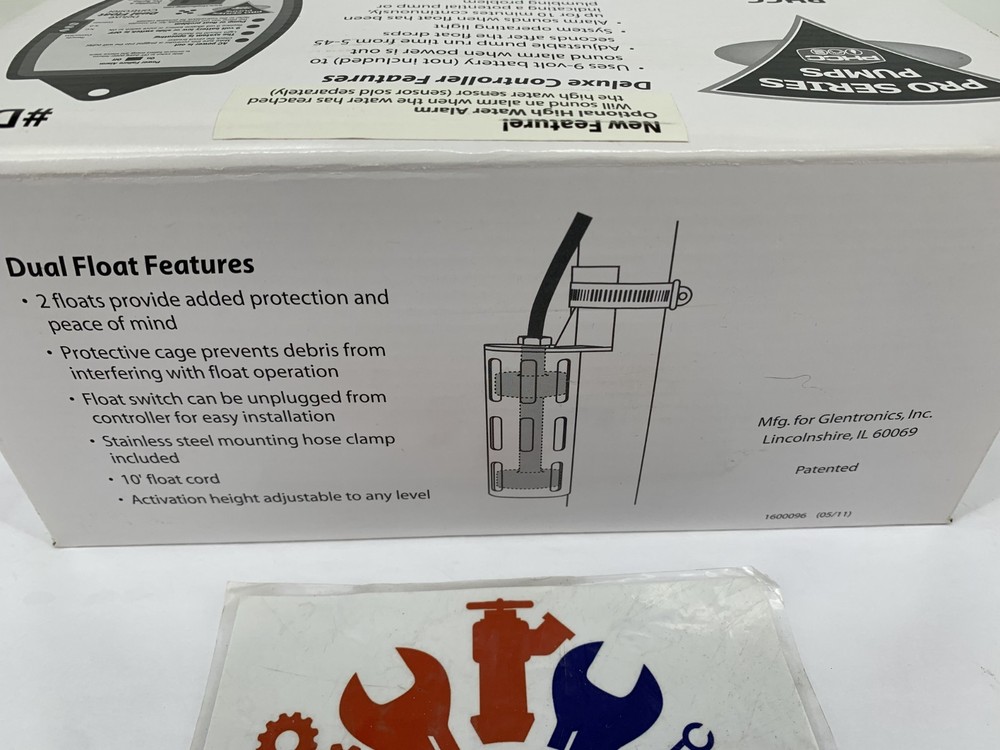 Dual Float Features
• 2 floats provide added protection and
peace of mind
• Protective cage prevents debris from
interfering with float operation
• Float switch can be unplugged from
controller for easy installation
• Stainless steel mounting hose clamp
included
• 10' float cord
• Activation height adjustable to any level
Mfg. for Glentronics, Inc.
Lincolnshire, IL 60069
Patented
1600096 (05/11)
New Feature!
Optional High Water Alarm
Will sound an alarm when the water has reached
the high water sensor (sensor sold separately)
Deluxe Controller Features
• Uses 9-volt battery (not included) to
sound alarm when power is out
• Adjustable pump run time from 5-45
seconds after the float drops
• System operating light
• Alarm sounds when float has been
up for 10 minutes continuously,
indicating a potential pump or
plumbing problem
PRO SERIES
PUMPS
PHCC
PHCC
#D